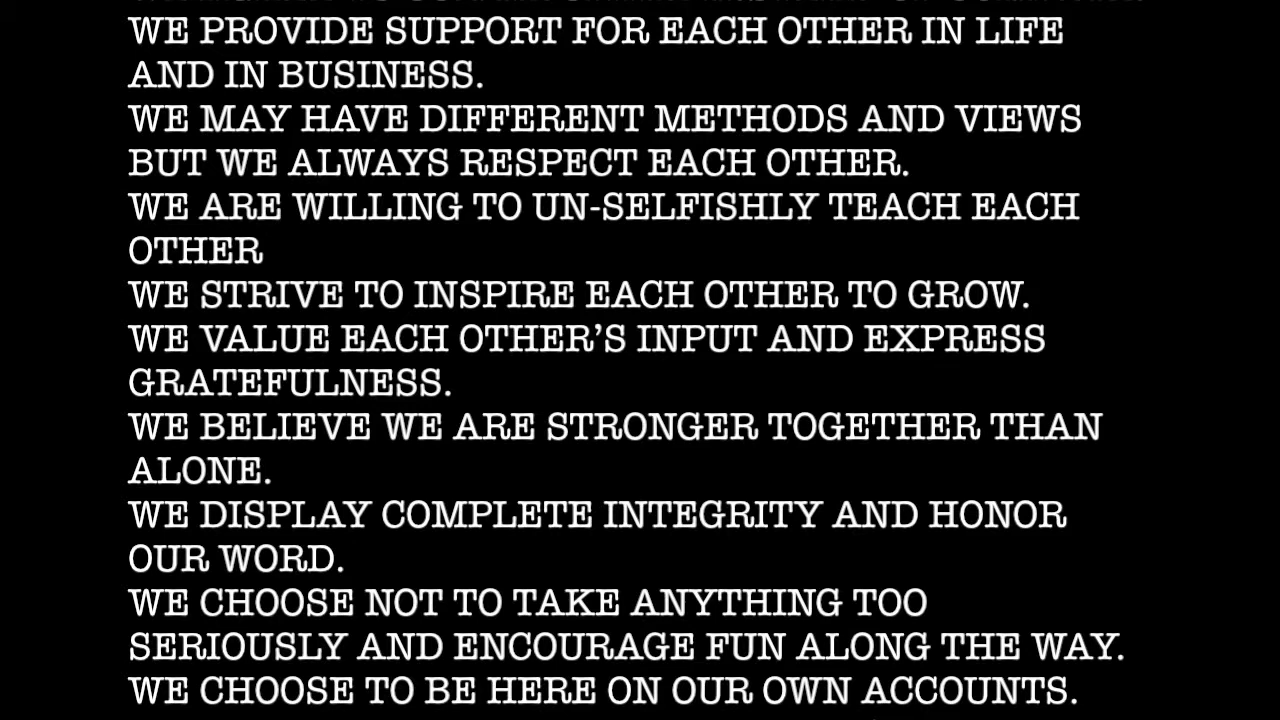 WE PROVIDE SUPPORT FOR EACH OTHER IN LIFE
AND IN BUSINESS.
WE MAY HAVE DIFFERENT METHODS AND VIEWS
BUT WE ALWAYS RESPECT EACH OTHER.
WE ARE WILLING TO UN-SELFISHLY TEACH EACH
OTHER
WE STRIVE TO INSPIRE EACH OTHER TO GROW.
WE VALUE EACH OTHER’S INPUT AND EXPRESS
GRATEFULNESS.
WE BELIEVE WE ARE STRONGER TOGETHER THAN
ALONE.
WE DISPLAY COMPLETE INTEGRITY AND HONOR
OUR WORD.
WE CHOOSE NOT TO TAKE ANYTHING TOO
SERIOUSLY AND ENCOURAGE FUN ALONG THE WAY.
WE CHOOSE TO BE HERE ON OUR OWN ACCOUNTS.